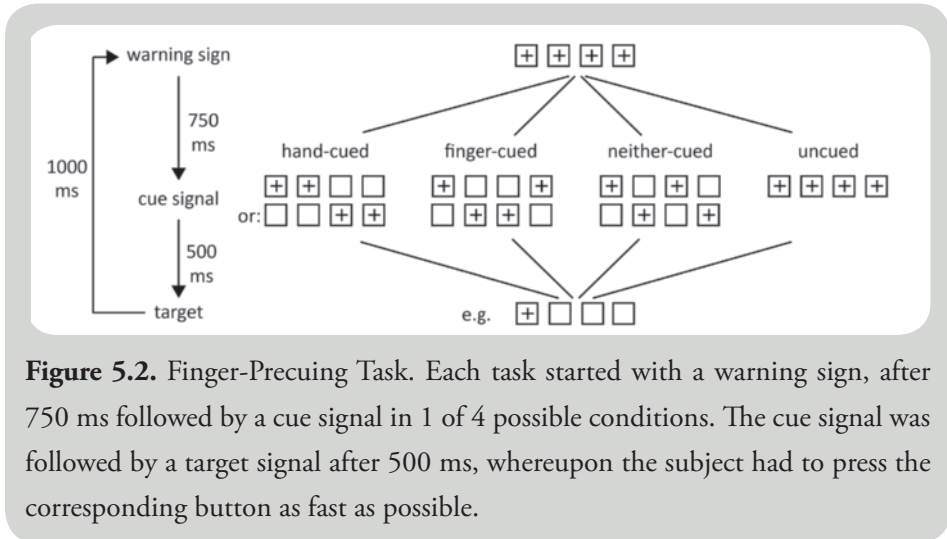 warning sign
750
ms
1000
ms
cue signal
500
ms
target
hand-cued finger-cued neither-cued uncued
or:
e.g.
Figure 5.2. Finger-Precuing Task. Each task started with a warning sign, after
750 ms followed by a cue signal in 1 of 4 possible conditions. The cue signal was
followed by a target signal after 500 ms, whereupon the subject had to press the
corresponding button as fast as possible.